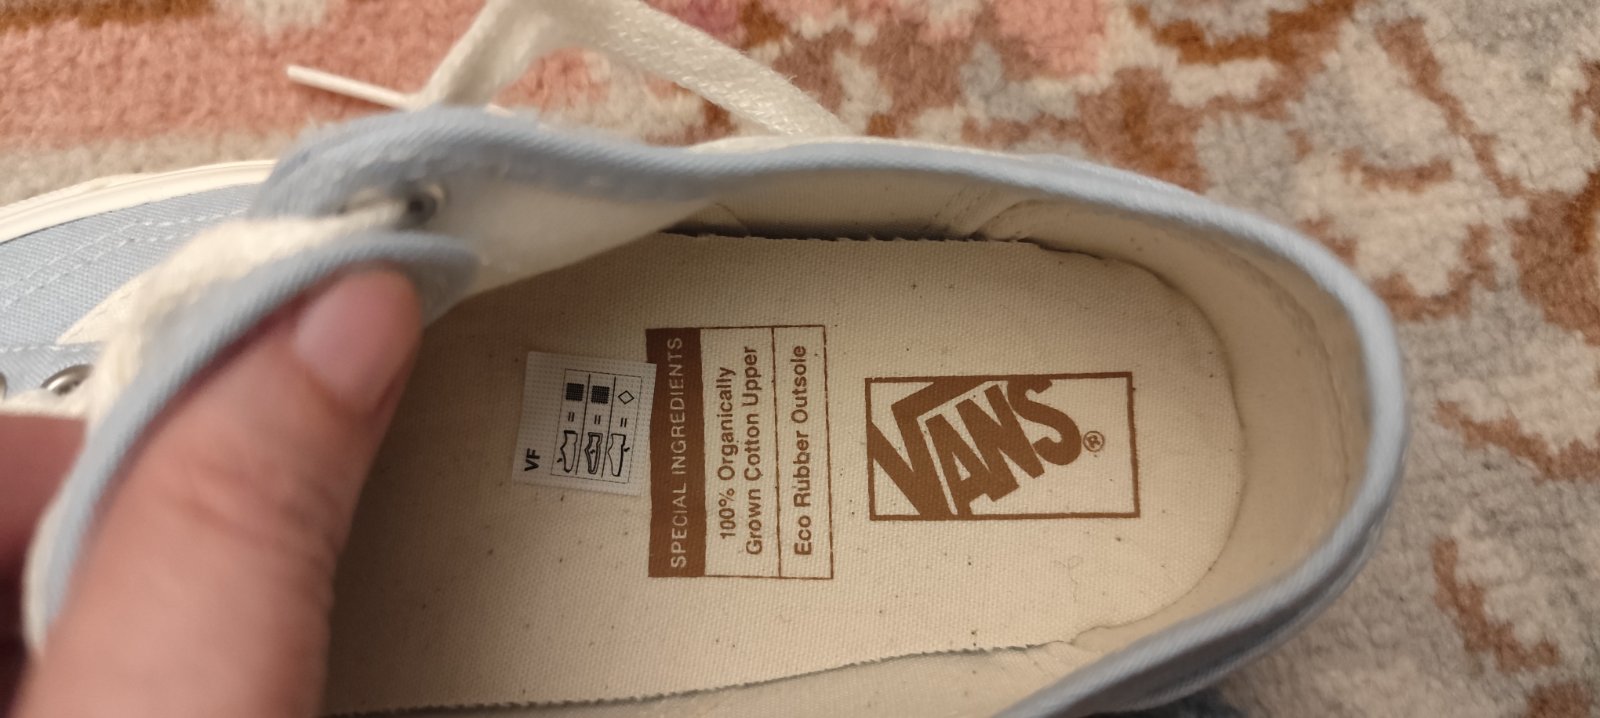 VF
SPECIAL INGREDIENTS
100% Organically
Grown Cotton Upper
Eco Rubber Outsole
VANS®